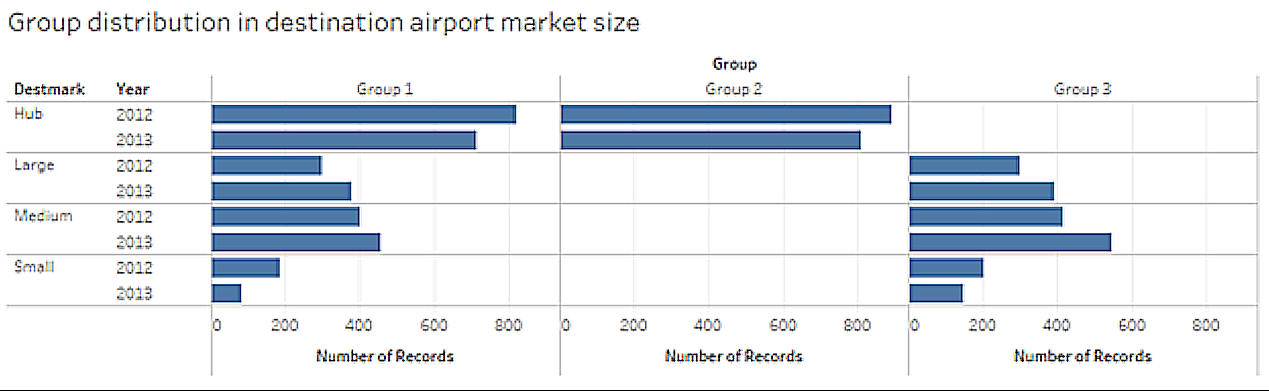 Group distribution in destination airport market size
Group
Destmark Year Group 1 Group 2 Group 3
Hub 2012
2013
Large 2012
2013
Medium 2012
2013
Small 2012
2013
0 200 400 600 800 0 200 400 600 800 0 200 400 600 800
Number of Records Number of Records Number of Records